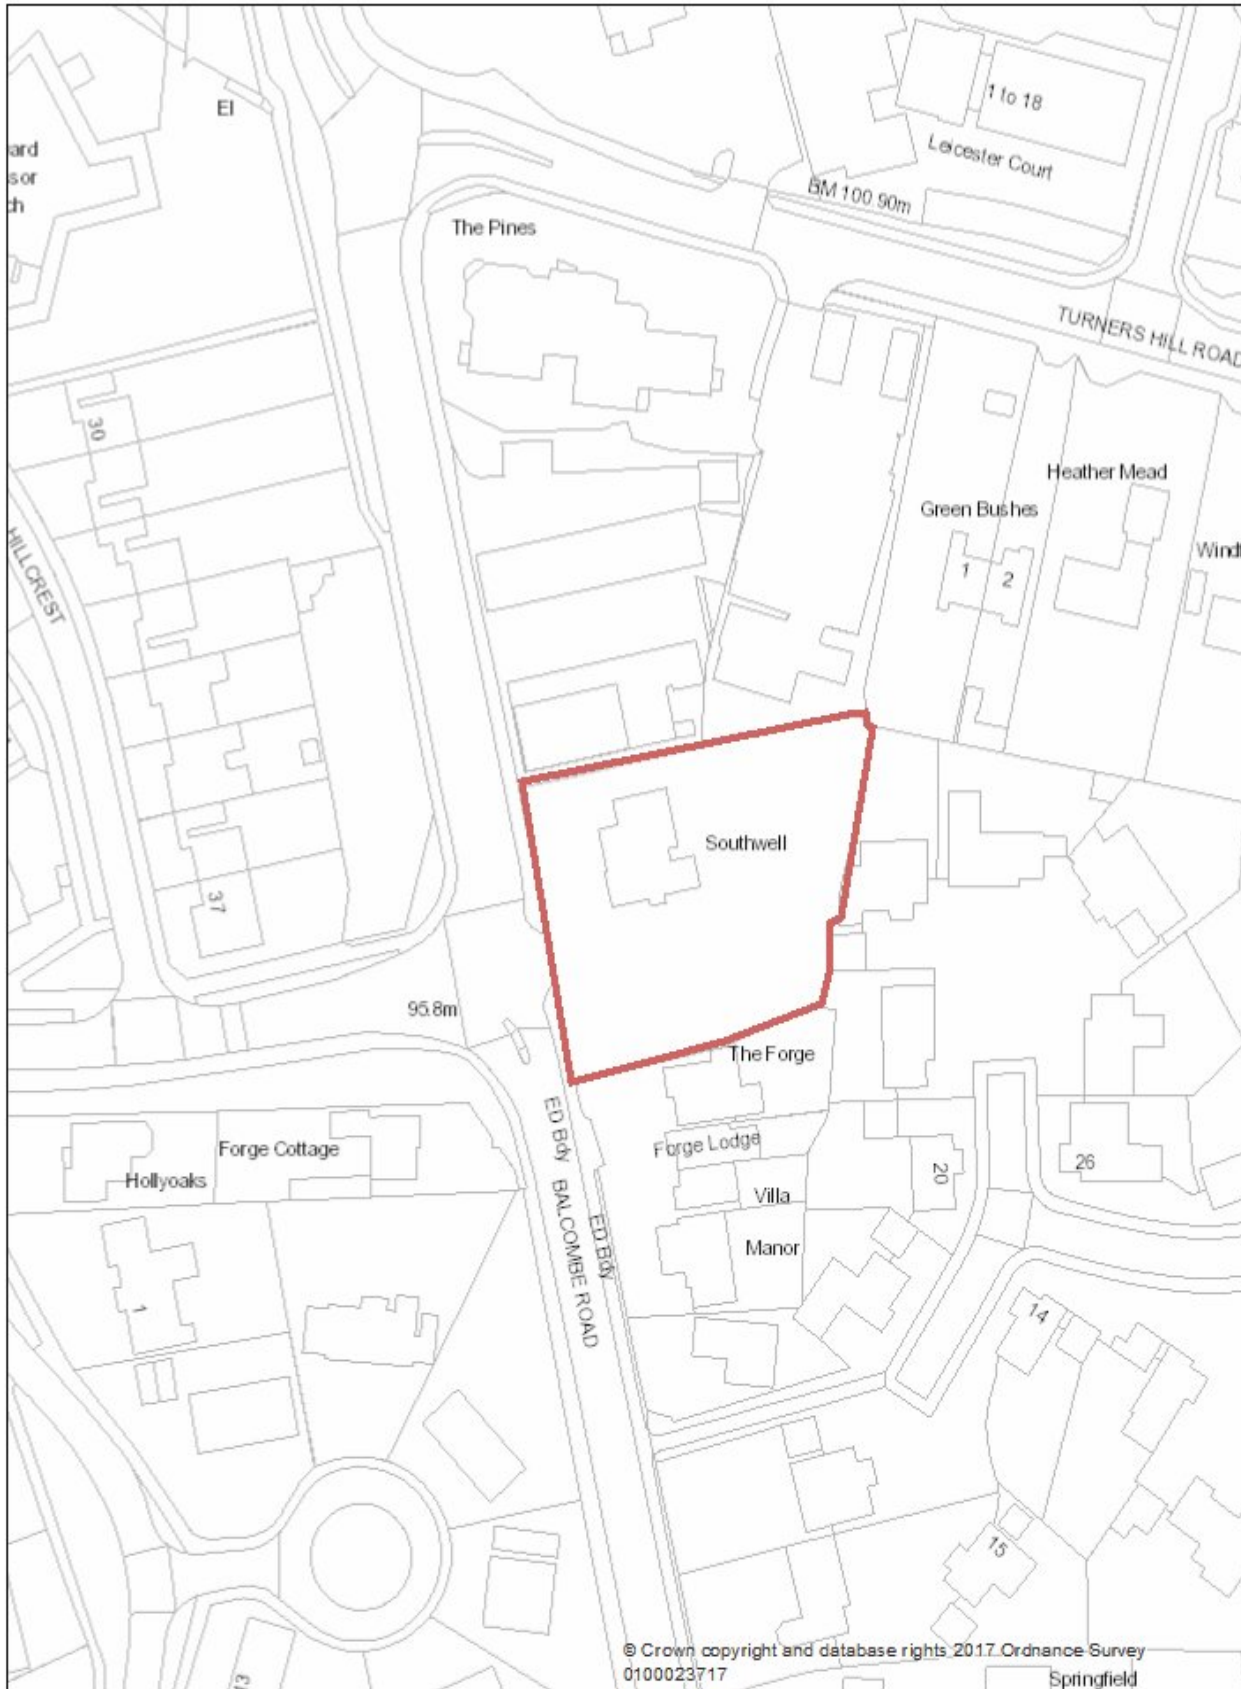 1 to 18
EI
Leicester Court
BM 100 90m
The Pines
TURNERS HILL ROAD
30
Heather Mead
Green Bushes
1
2
HILLCREST
Southwell
37
95.8m
The Forge
ED Bdy
Forge Lodge
Forge Cottage
Hollyoaks
20
26
Villa
Manor
BALCOMBE ROAD
ED Bdy
1
14
15
© Crown copyright and database rights 2017 Ordnance Survey
0100023717
Springfield